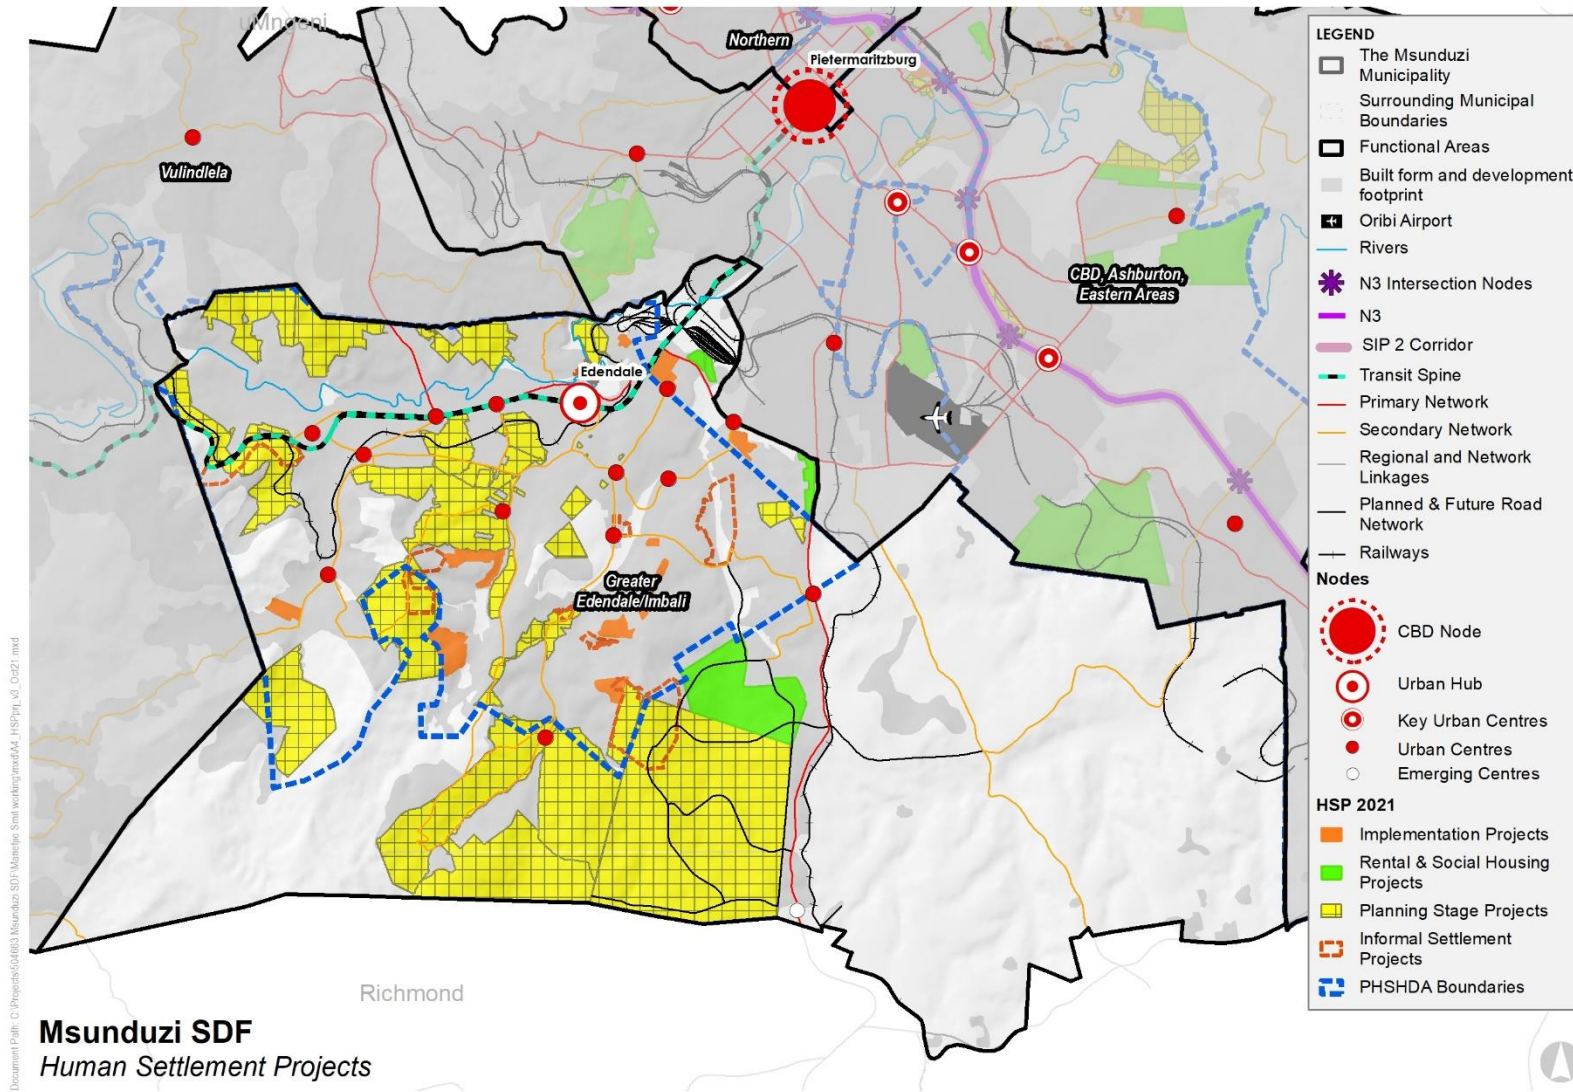 uMngeni
Northern
Pietermaritzburg
Vulindlela
CBD, Ashburton,
Eastern Areas
Edendale
Greater
Edendale/Imbali
Richmond
Msunduzi SDF
Human Settlement Projects
LEGEND
The Msunduzi
Municipality
Surrounding Municipal
Boundaries
Functional Areas
Built form and development
footprint
Oribi Airport
Rivers
N3 Intersection Nodes
N3
SIP 2 Corridor
Transit Spine
Primary Network
Secondary Network
Regional and Network
Linkages
Planned & Future Road
Network
Railways
Nodes
CBD Node
Urban Hub
Key Urban Centres
Urban Centres
Emerging Centres
HSP 2021
Implementation Projects
Rental & Social Housing
Projects
Planning Stage Projects
Informal Settlement
Projects
PHSHDA Boundaries